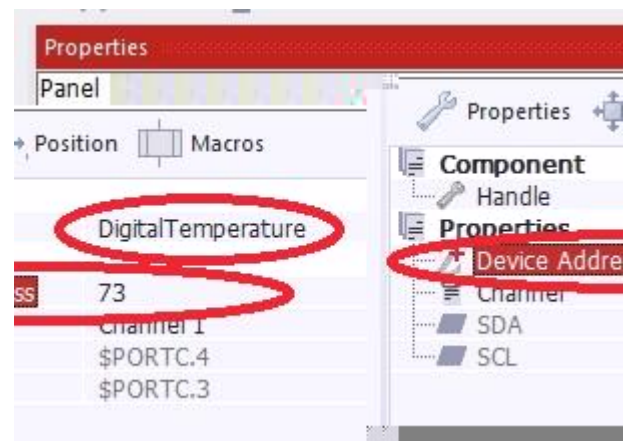 Properties
Panel
Position Macros
DigitalTemperature
ss 73
Channel 1
$PORTC.4
$PORTC.3
Properties
Component
Handle
Properties
Device Addre
Channel
SDA
SCL